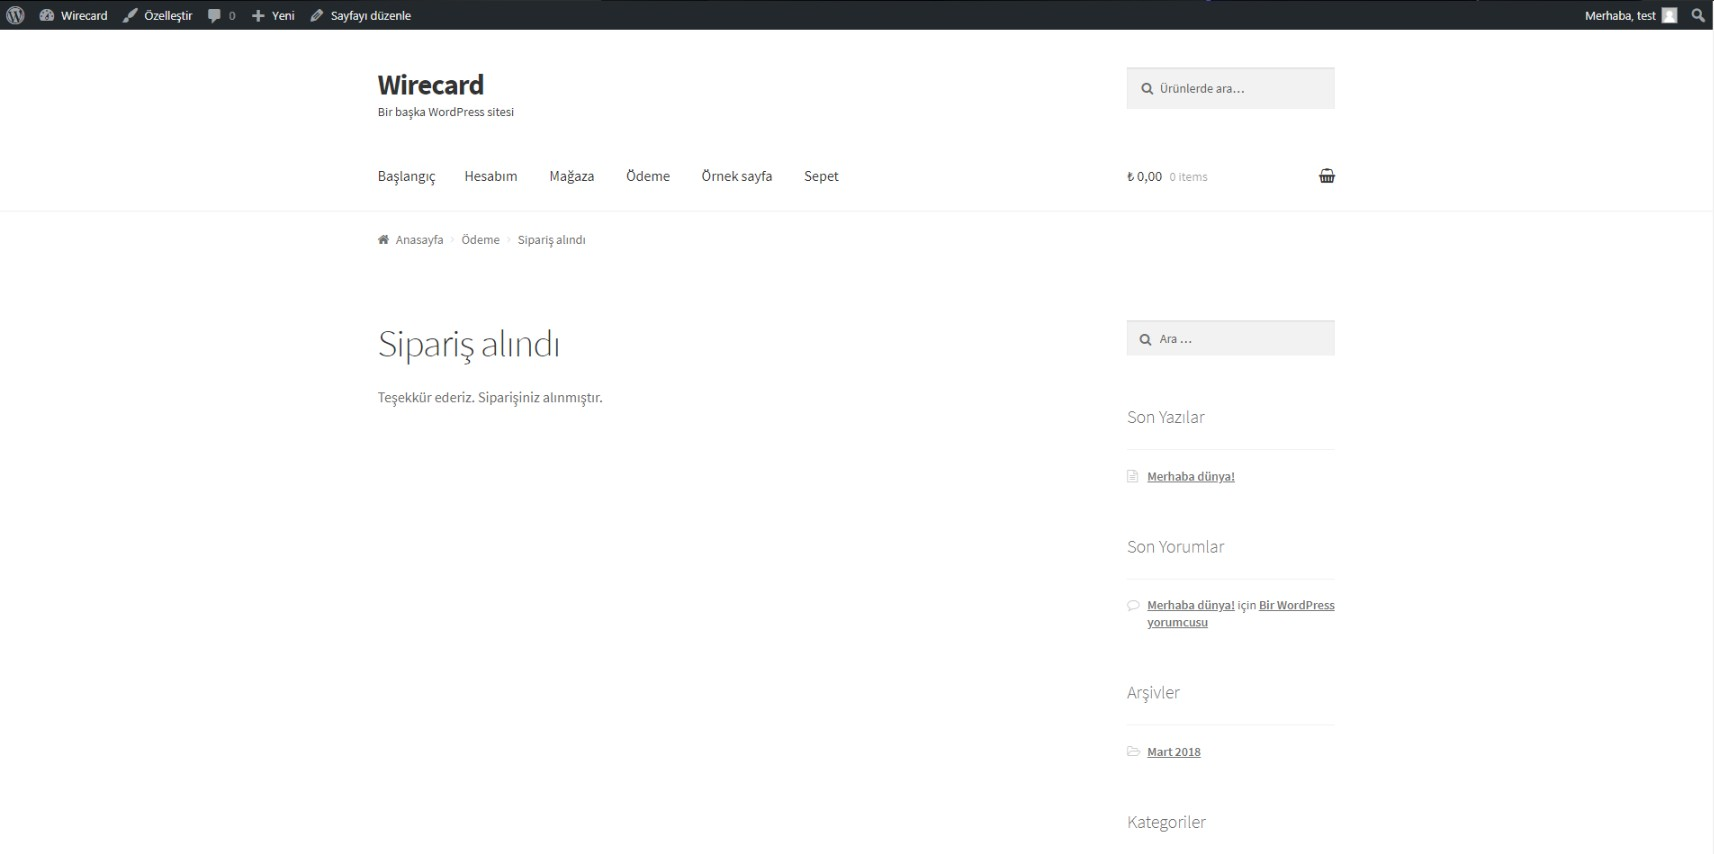 Wirecard Özelleştir 0 Yeni Sayfayı düzenle Merhaba, test
Wirecard
Bir başka WordPress sitesi
Ürünlerde ara…
Başlangıç Hesabım Mağaza Ödeme Örnek sayfa Sepet
₺ 0,00 0 items
Anasayfa Ödeme Sipariş alındı
Sipariş alındı
Teşekkür ederiz. Siparişiniz alınmıştır.
Ara …
Son Yazılar
Merhaba dünya!
Son Yorumlar
Merhaba dünya! için Bir WordPress
yorumcusu
Arşivler
Mart 2018
Kategoriler